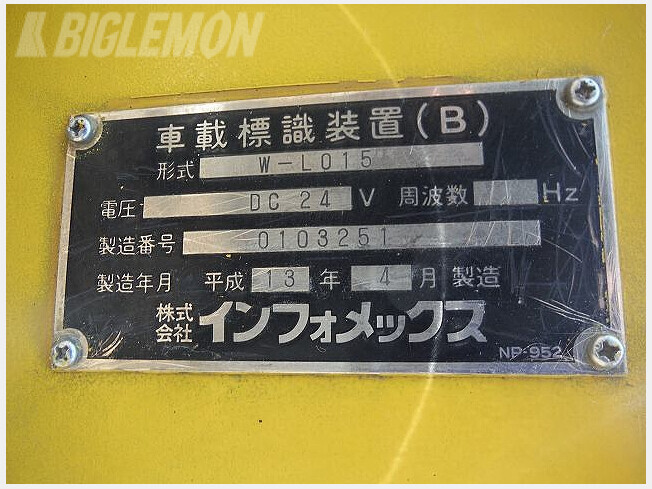 BIGLEMON
車載標識装置(B)
形式 W-L015
電圧 DC 24 V 周波数 Hz
製造番号 0103251
製造年月 平成 13 年 4 月 製造
株式会社 インフォメックス
NP-952